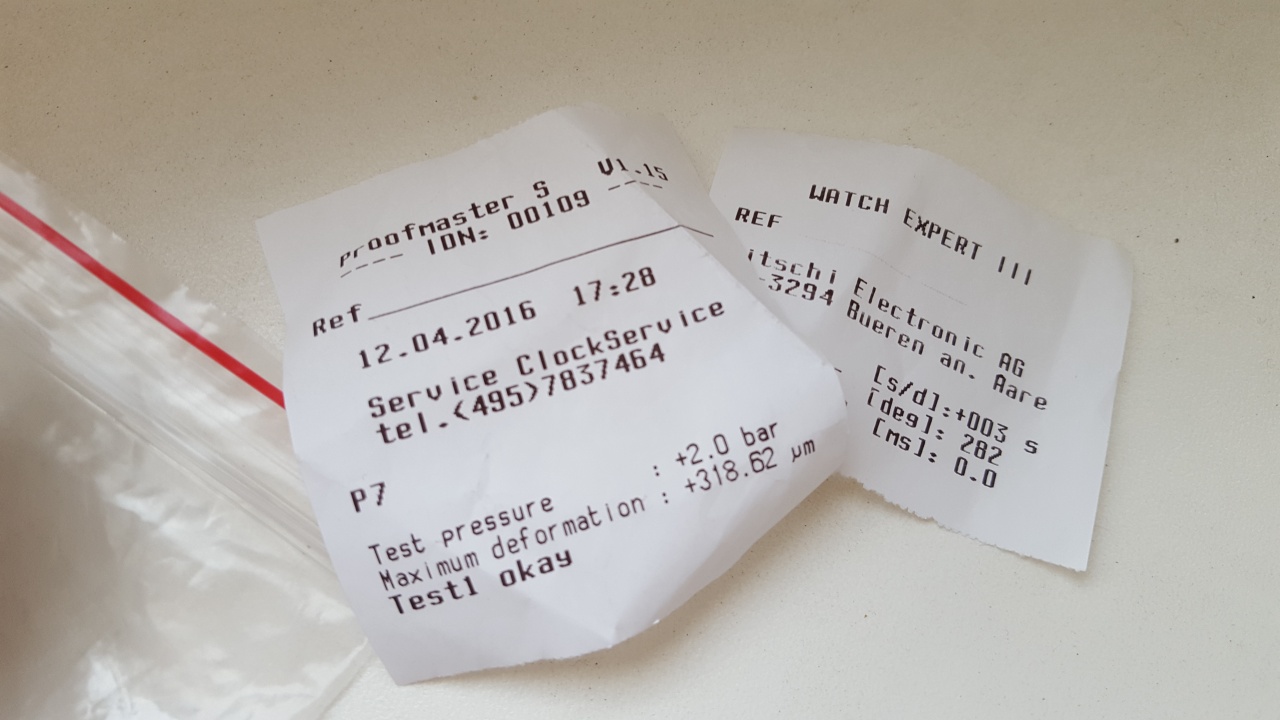 Proofmaster S V1.15
IDN: 00109
Ref
12.04.2016 17:28
Service ClockService
tel.(495)7837464
P7
Test pressure : +2.0 bar
Maximum deformation : +318.62 µm
Test1 okay
WATCH EXPERT III
REF
itschi Electronic AG
-3294 Bueren an. Aare
[s/d]:+003 s
[deg]: 282
[ms]: 0.0